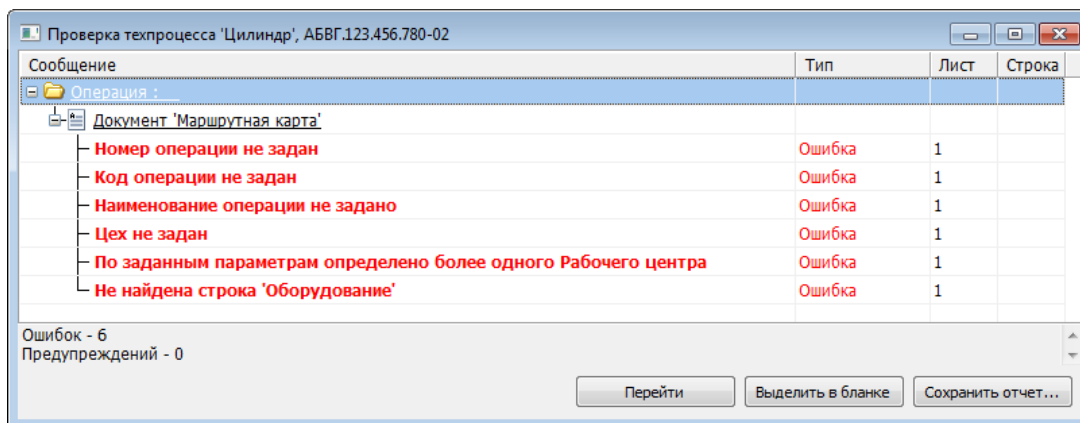 Проверка техпроцесса 'Цилиндр', АБВГ.123.456.780-02
Сообщение Тип Лист Строка
Операция :
Документ 'Маршрутная карта'
Номер операции не задан Ошибка 1
Код операции не задан Ошибка 1
Наименование операции не задано Ошибка 1
Цех не задан Ошибка 1
По заданным параметрам определено более одного Рабочего центра Ошибка 1
Не найдена строка 'Оборудование' Ошибка 1
Ошибок - 6
Предупреждений - 0
Перейти Выделить в бланке Сохранить отчет...